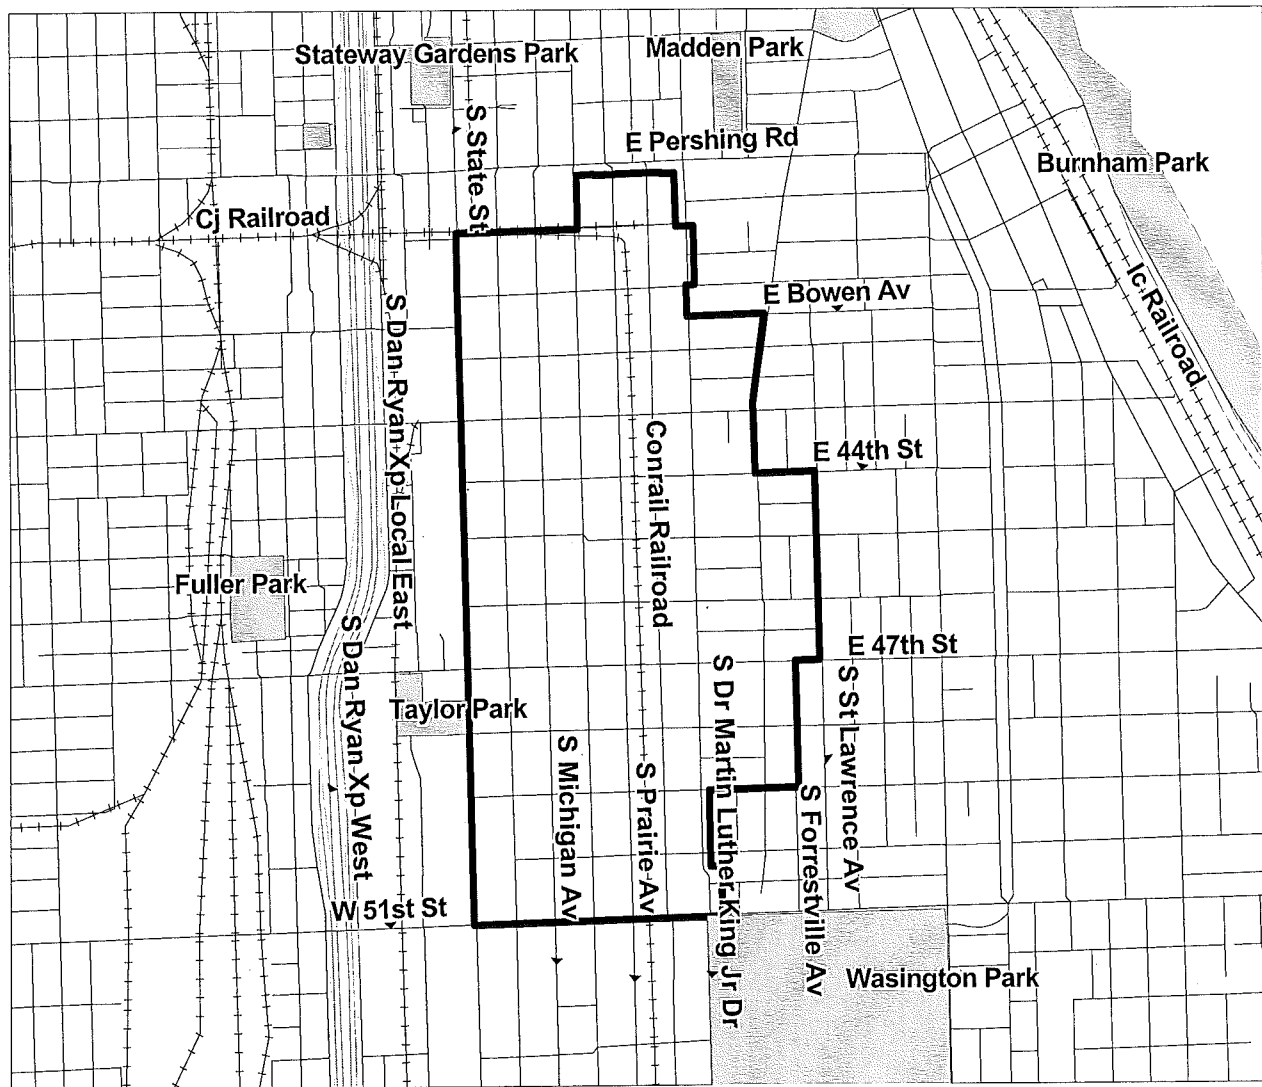 Stateway Gardens Park
Madden Park
S State St
E Pershing Rd
Burnham Park
Cj Railroad
Ic Railroad
E Bowen Av
S Dan Ryan Xp Local East
Conrail Railroad
E 44th St
Fuller Park
S Dan Ryan Xp West
E 47th St
S Dr Martin Luther King Jr Dr
S St Lawrence Av
Taylor Park
S Michigan Av
S Prairie Av
S Forrestville Av
W 51st St
Wasington Park